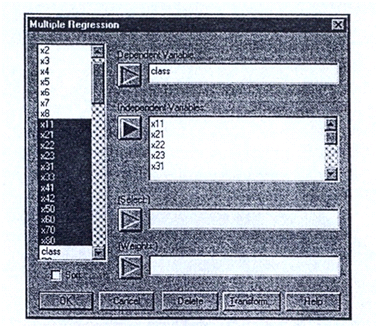 Multiple Regression
x2
x3
x4
x5
x6
x7
x8
x11
x21
x22
x23
x31
x33
x41
x42
x50
x60
x70
x80
class
Sort
Dependent Variable
class
Independent Variables
x11
x21
x22
x23
x31
(Select)
(Weights)
OK
Cancel
Delete
Transform...
Help